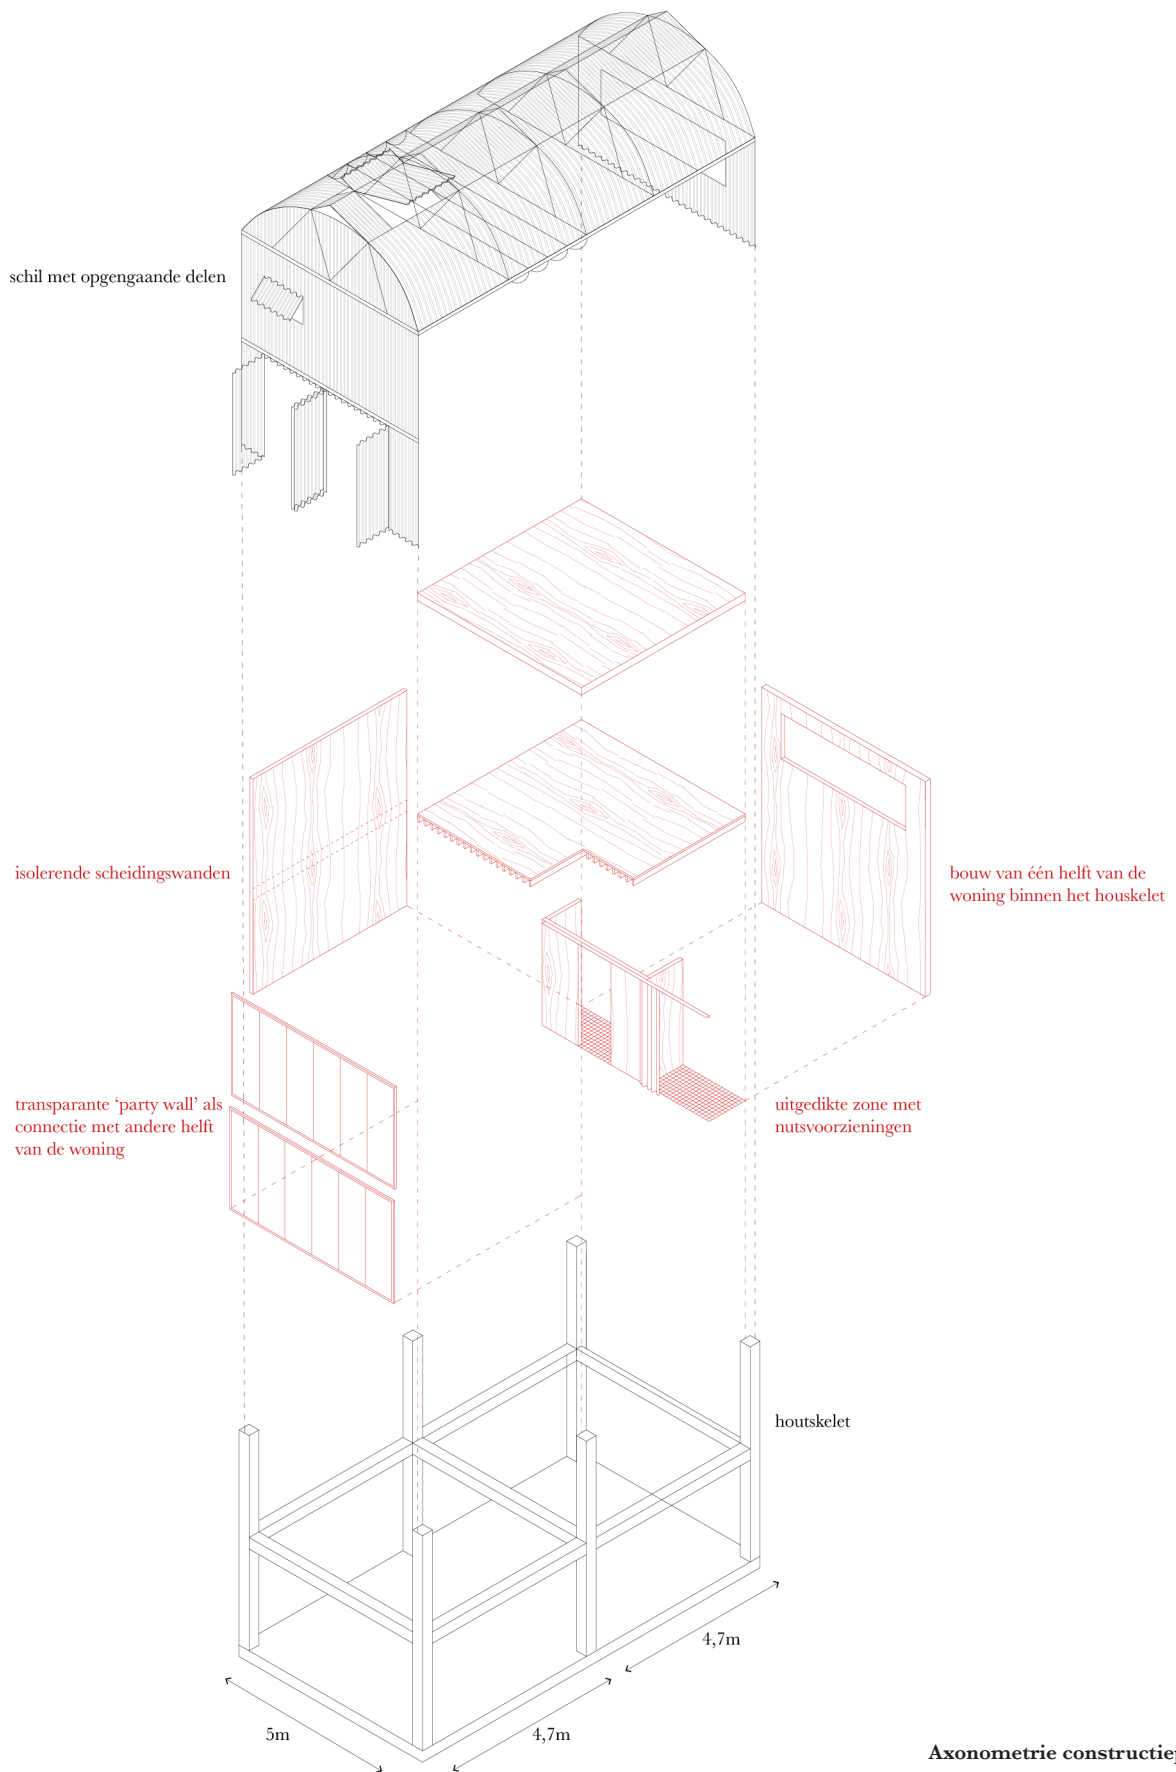 schil met opgengaande delen
isolerende scheidingswanden
bouw van één helft van de
woning binnen het houskelet
transparante ‘party wall’ als
connectie met andere helft
van de woning
uitgedikte zone met
nutsvoorzieningen
houtskelet
4,7m
5m
4,7m
Axonometrie